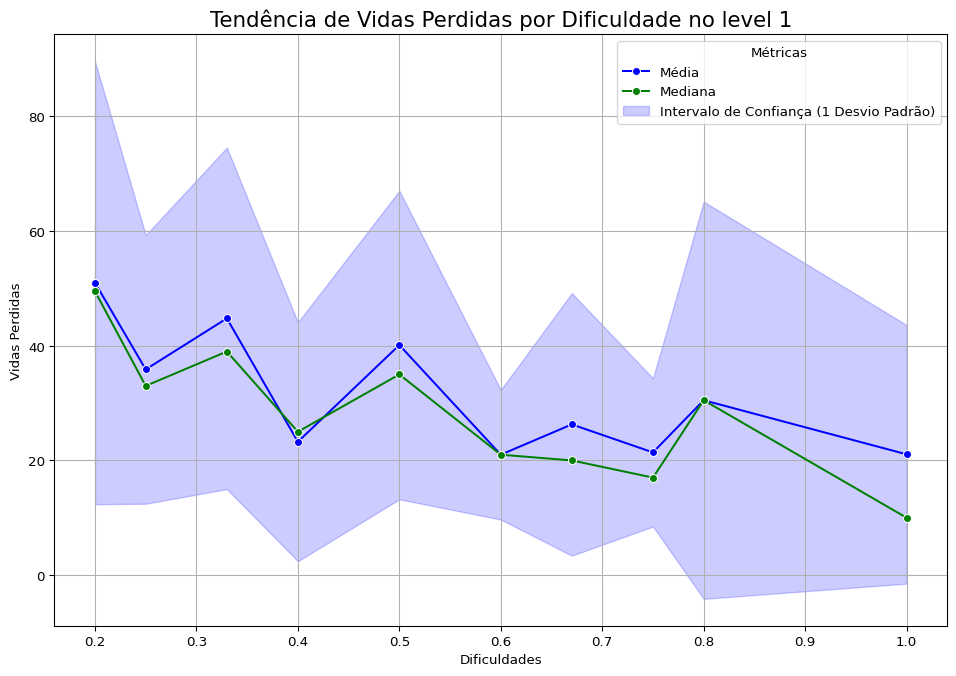 Tendência de Vidas Perdidas por Dificuldade no level 1
Métricas
Média
Mediana
Intervalo de Confiança (1 Desvio Padrão)
Vidas Perdidas
80
60
40
20
0
0.2 0.3 0.4 0.5 0.6 0.7 0.8 0.9 1.0
Dificuldades